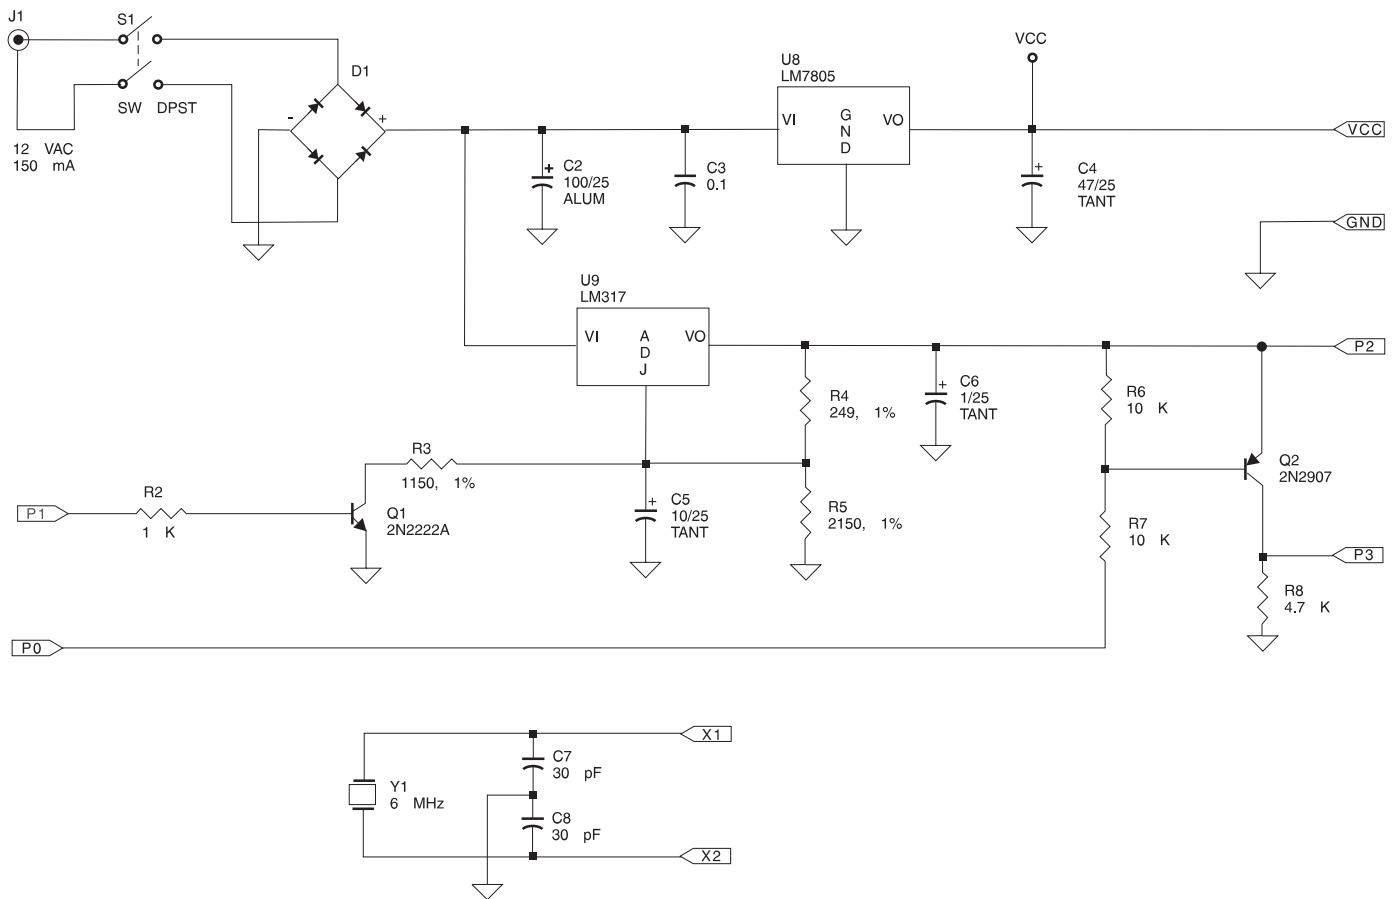 J1
S1
SW DPST
12 VAC
150 mA
D1
-
+
+
C2
100/25
ALUM
C3
0.1
U8
LM7805
VI
GND
VO
VCC
+
C4
47/25
TANT
VCC
GND
U9
LM317
VI
ADJ
VO
R4
249, 1%
+
C6
1/25
TANT
R6
10 K
P2
Q2
2N2907
R3
1150, 1%
P1
R2
1 K
Q1
2N2222A
+
C5
10/25
TANT
R5
2150, 1%
R7
10 K
P3
R8
4.7 K
P0
X1
C7
30 pF
Y1
6 MHz
C8
30 pF
X2